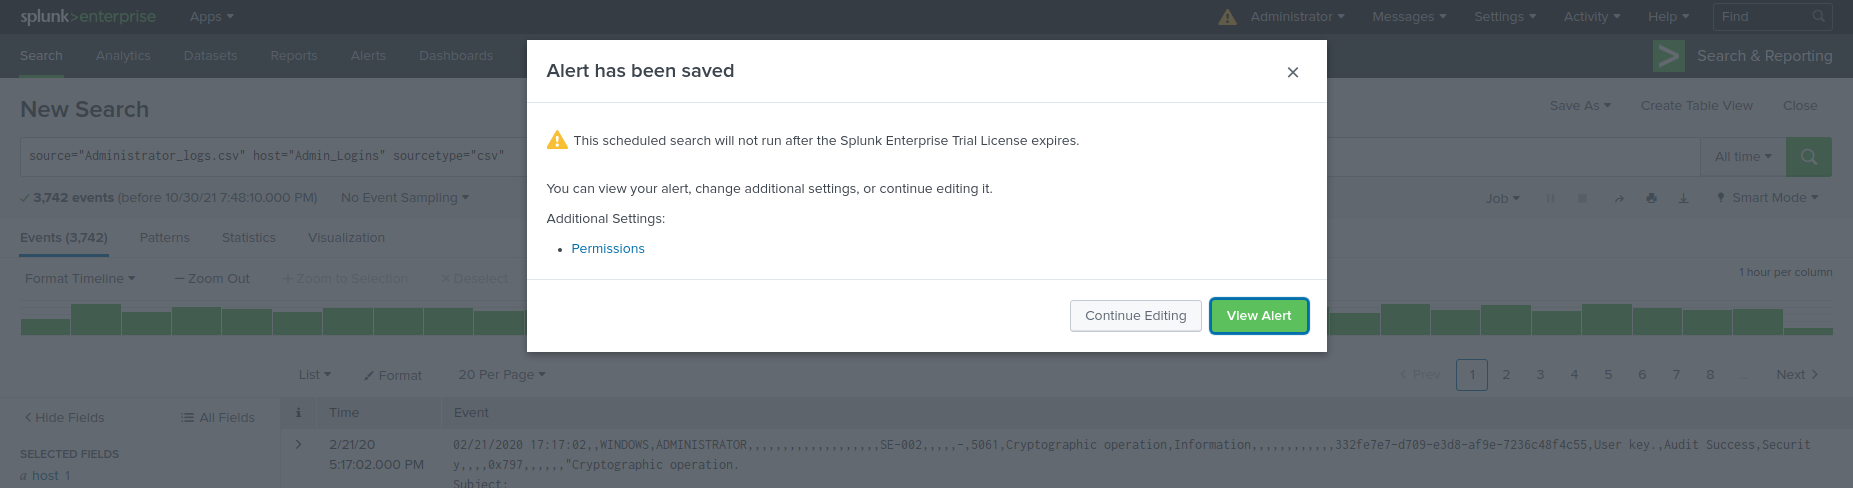 splunk>enterprise Apps Administrator Messages Settings Activity Help Find
Search Analytics Datasets Reports Alerts Dashboards Search & Reporting
Alert has been saved
New Search Save As Create Table View Close
source="Administrator_logs.csv" host="Admin_Logins" sourcetype="csv" All time
This scheduled search will not run after the Splunk Enterprise Trial License expires.
3,742 events (before 10/30/21 7:48:10.000 PM) No Event Sampling Job Smart Mode
You can view your alert, change additional settings, or continue editing it.
Additional Settings:
Permissions
Events (3,742) Patterns Statistics Visualization
Format Timeline Zoom Out Zoom to Selection Deselect 1 hour per column
Continue Editing View Alert
List Format 20 Per Page Prev 1 2 3 4 5 6 7 8 ... Next
Hide Fields All Fields i Time Event
SELECTED FIELDS
a host 1
2/21/20
5:17:02.000 PM
02/21/2020 17:17:02,,WINDOWS,ADMINISTRATOR,,,,,,,,,,,,,,,,,,,SE-002,,,,,-,5061,Cryptographic operation,Information,,,,,,,,,,,,332fe7e7-d709-e3d8-af9e-7236c48f4c55,User key.,Audit Success,Securit
y,,,,0x797,,,,,,"Cryptographic operation.
Subject: